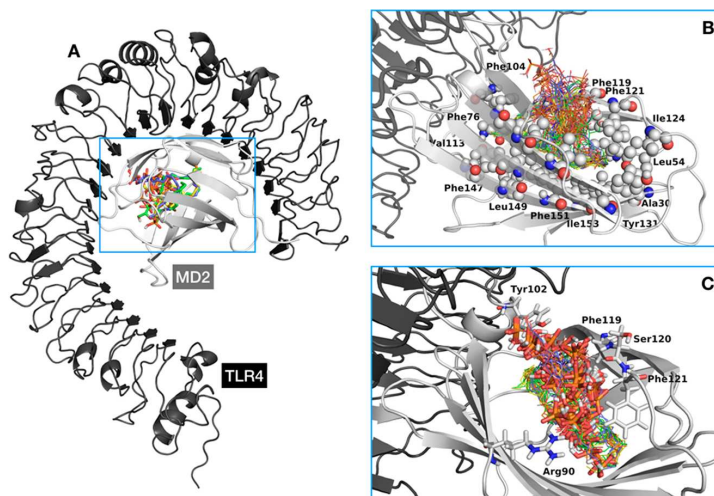 A
MD2
TLR4
B
Phe104
Phe119
Phe121
Phe76
Ile124
Val113
Leu54
Phe147
Ala30
Leu149
Phe151
Tyr131
Ile153
C
Tyr102
Phe119
Ser120
Phe121
Arg90